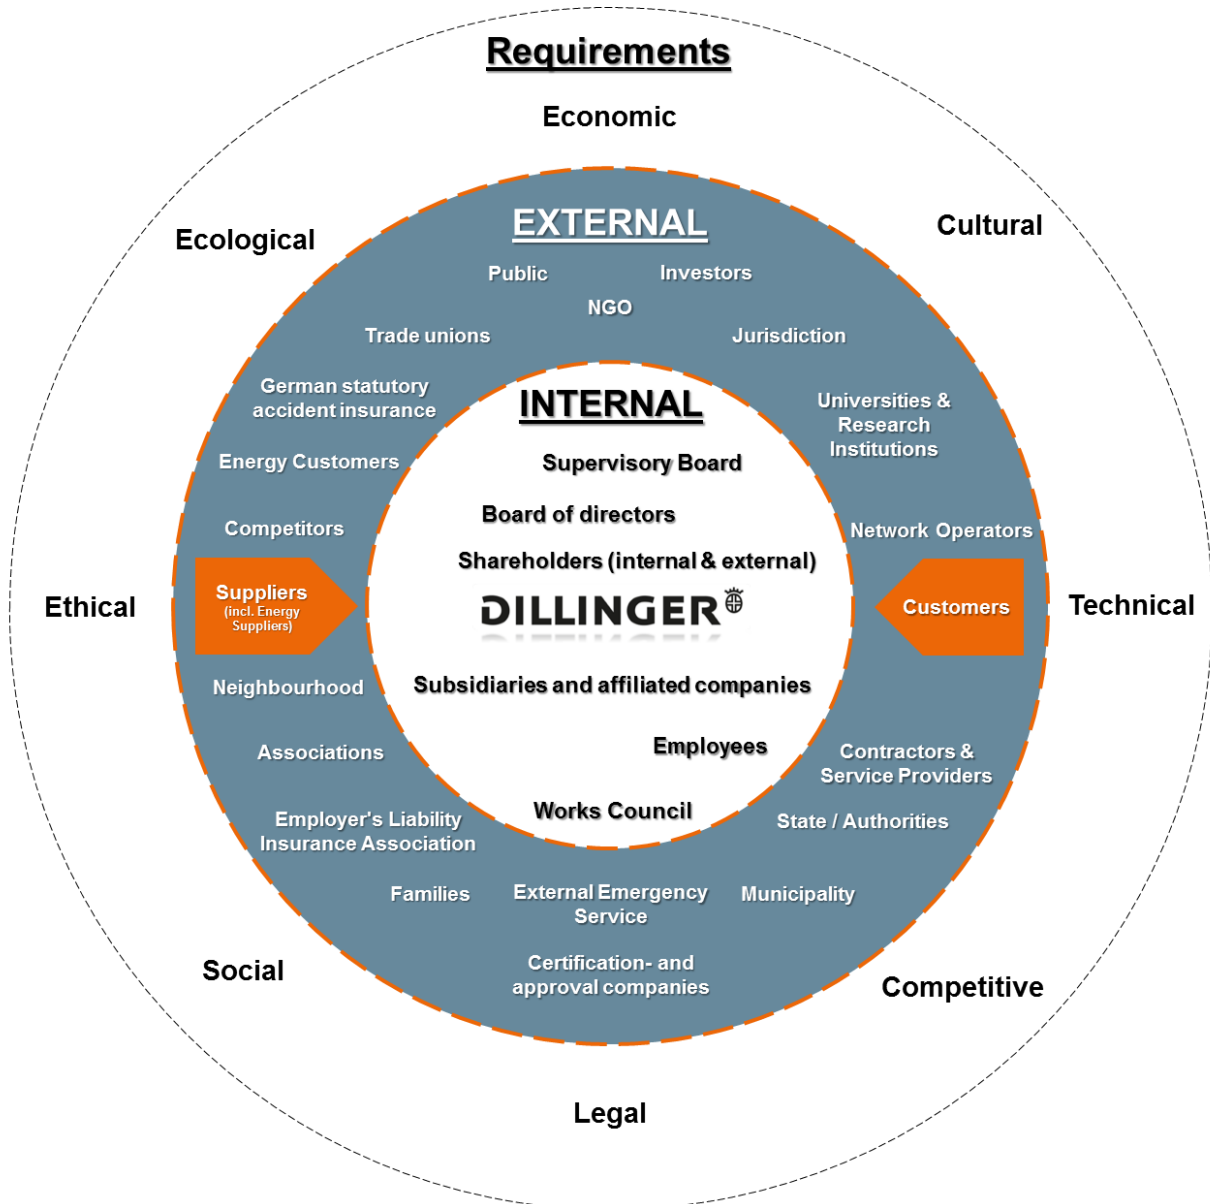 Requirements
Economic
Cultural
Ecological
EXTERNAL
Public
Investors
NGO
Trade unions
Jurisdiction
German statutory
accident insurance
Universities &
Research
Institutions
INTERNAL
Energy Customers
Supervisory Board
Competitors
Board of directors
Network Operators
Shareholders (internal & external)
Ethical
Suppliers
(incl. Energy
Suppliers)
DILLINGER
Customers
Technical
Neighbourhood
Subsidiaries and affiliated companies
Associations
Employees
Contractors &
Service Providers
Employer's Liability
Insurance Association
Works Council
State / Authorities
Families
External Emergency
Service
Municipality
Social
Certification- and
approval companies
Competitive
Legal